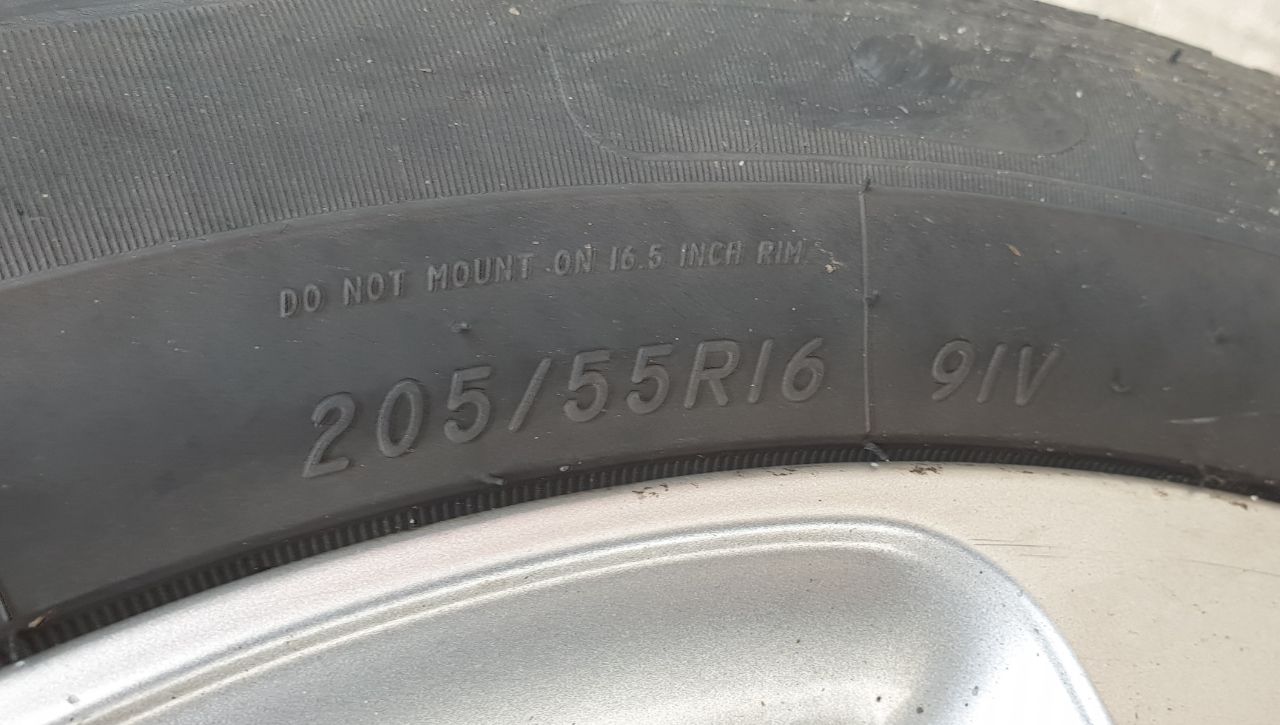 DO NOT MOUNT ON 16.5 INCH RIM.
205/55R16 91V